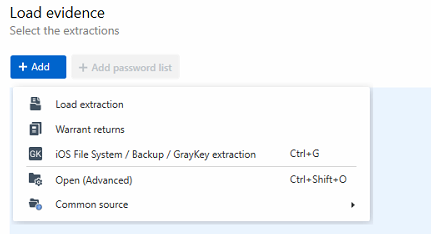 Load evidence
Select the extractions
+ Add
+ Add password list
Load extraction
Warrant returns
GK iOS File System / Backup / GrayKey extraction Ctrl+G
Open (Advanced) Ctrl+Shift+O
Common source